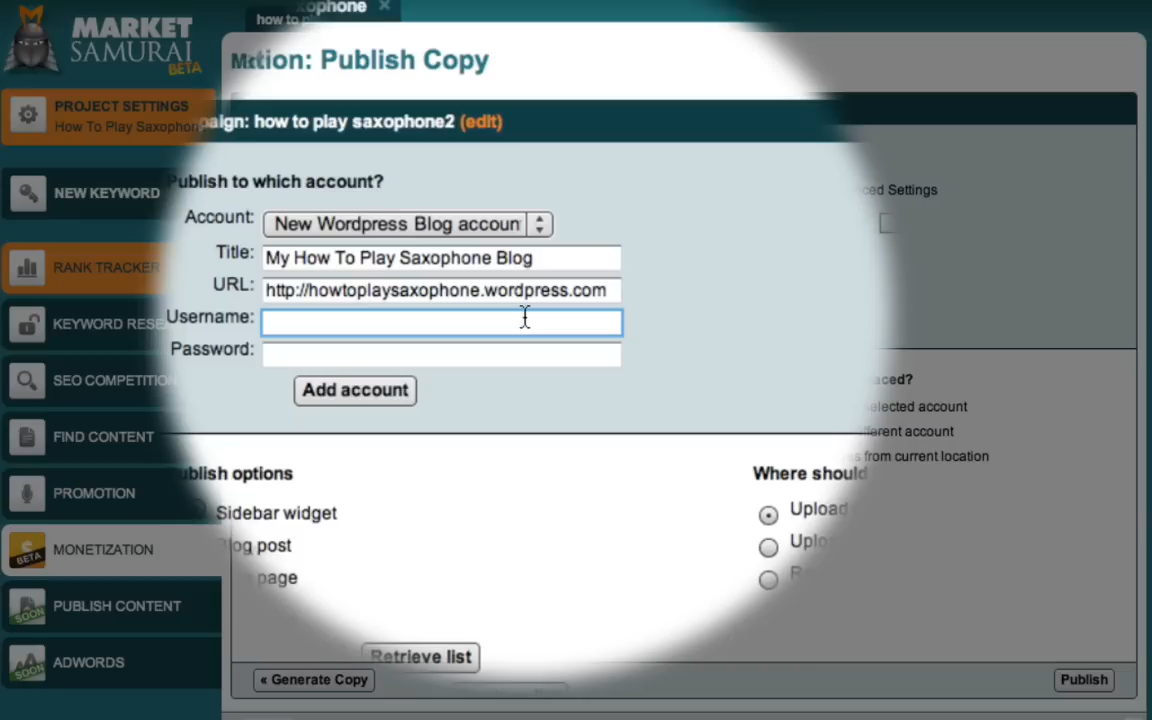 MARKET
SAMURAI
BETA
xophone
how to
PROJECT SETTINGS
How To Play Saxophon
NEW KEYWORD
RANK TRACKER
KEYWORD RESE
SEO COMPETITION
FIND CONTENT
PROMOTION
MONETIZATION
BETA
PUBLISH CONTENT
SOON
ADWORDS
SOON
tion: Publish Copy
paign: how to play saxophone2 (edit)
Publish to which account?
Account: New Wordpress Blog accoun
Title: My How To Play Saxophone Blog
URL: http://howtoplaysaxophone.wordpress.com
Username:
Password:
Add account
ced Settings
Publish options
Sidebar widget
log post
page
Retrieve list
Where should
aced?
Upload
elected account
Uplo
erent account
s from current location
« Generate Copy
Publish